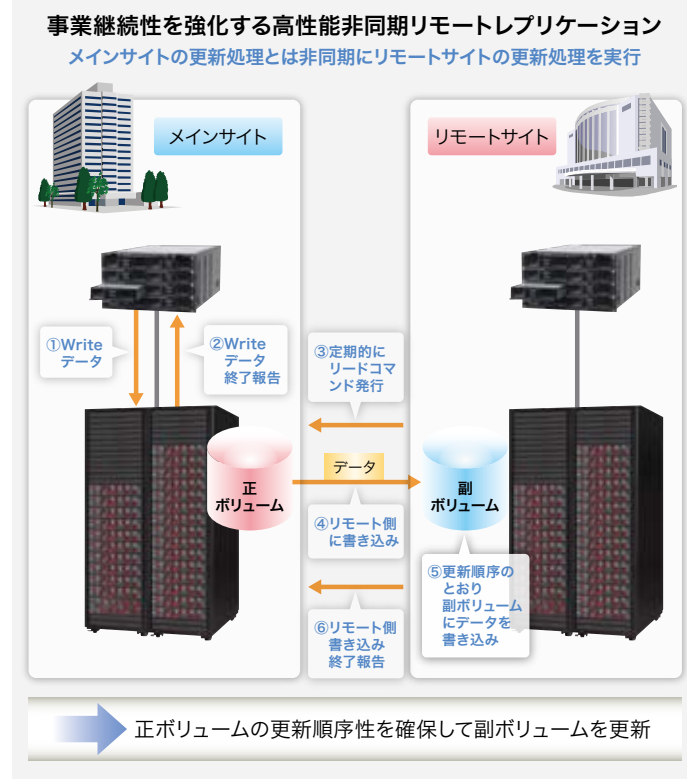 事業継続性を強化する高性能非同期リモートレプリケーション
メインサイトの更新処理とは非同期にリモートサイトの更新処理を実行
メインサイト
リモートサイト
①Write
データ
②Write
データ
終了報告
③定期的に
リードコマ
ンド発行
正
ボリューム
データ
副
ボリューム
④リモート側
に書き込み
⑤更新順序の
とおり
副ボリューム
にデータを
書き込み
⑥リモート側
書き込み
終了報告
正ボリュームの更新順序性を確保して副ボリュームを更新